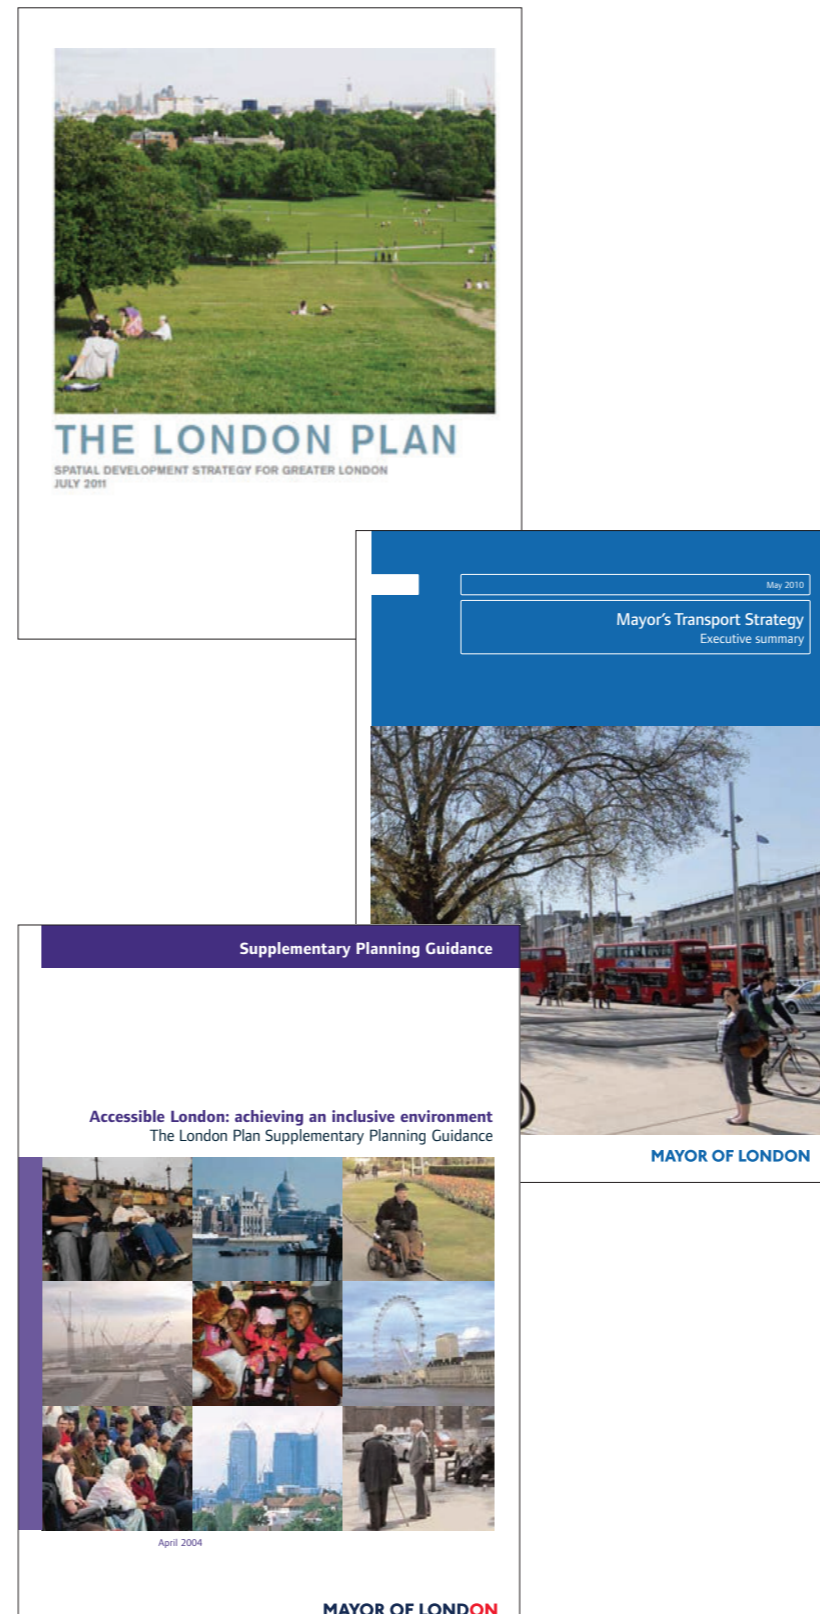 THE LONDON PLAN
SPATIAL DEVELOPMENT STRATEGY FOR GREATER LONDON
JULY 2011
May 2010
Mayor's Transport Strategy
Executive summary
MAYOR OF LONDON
Supplementary Planning Guidance
Accessible London: achieving an inclusive environment
The London Plan Supplementary Planning Guidance
April 2004
MAYOR OF LONDON